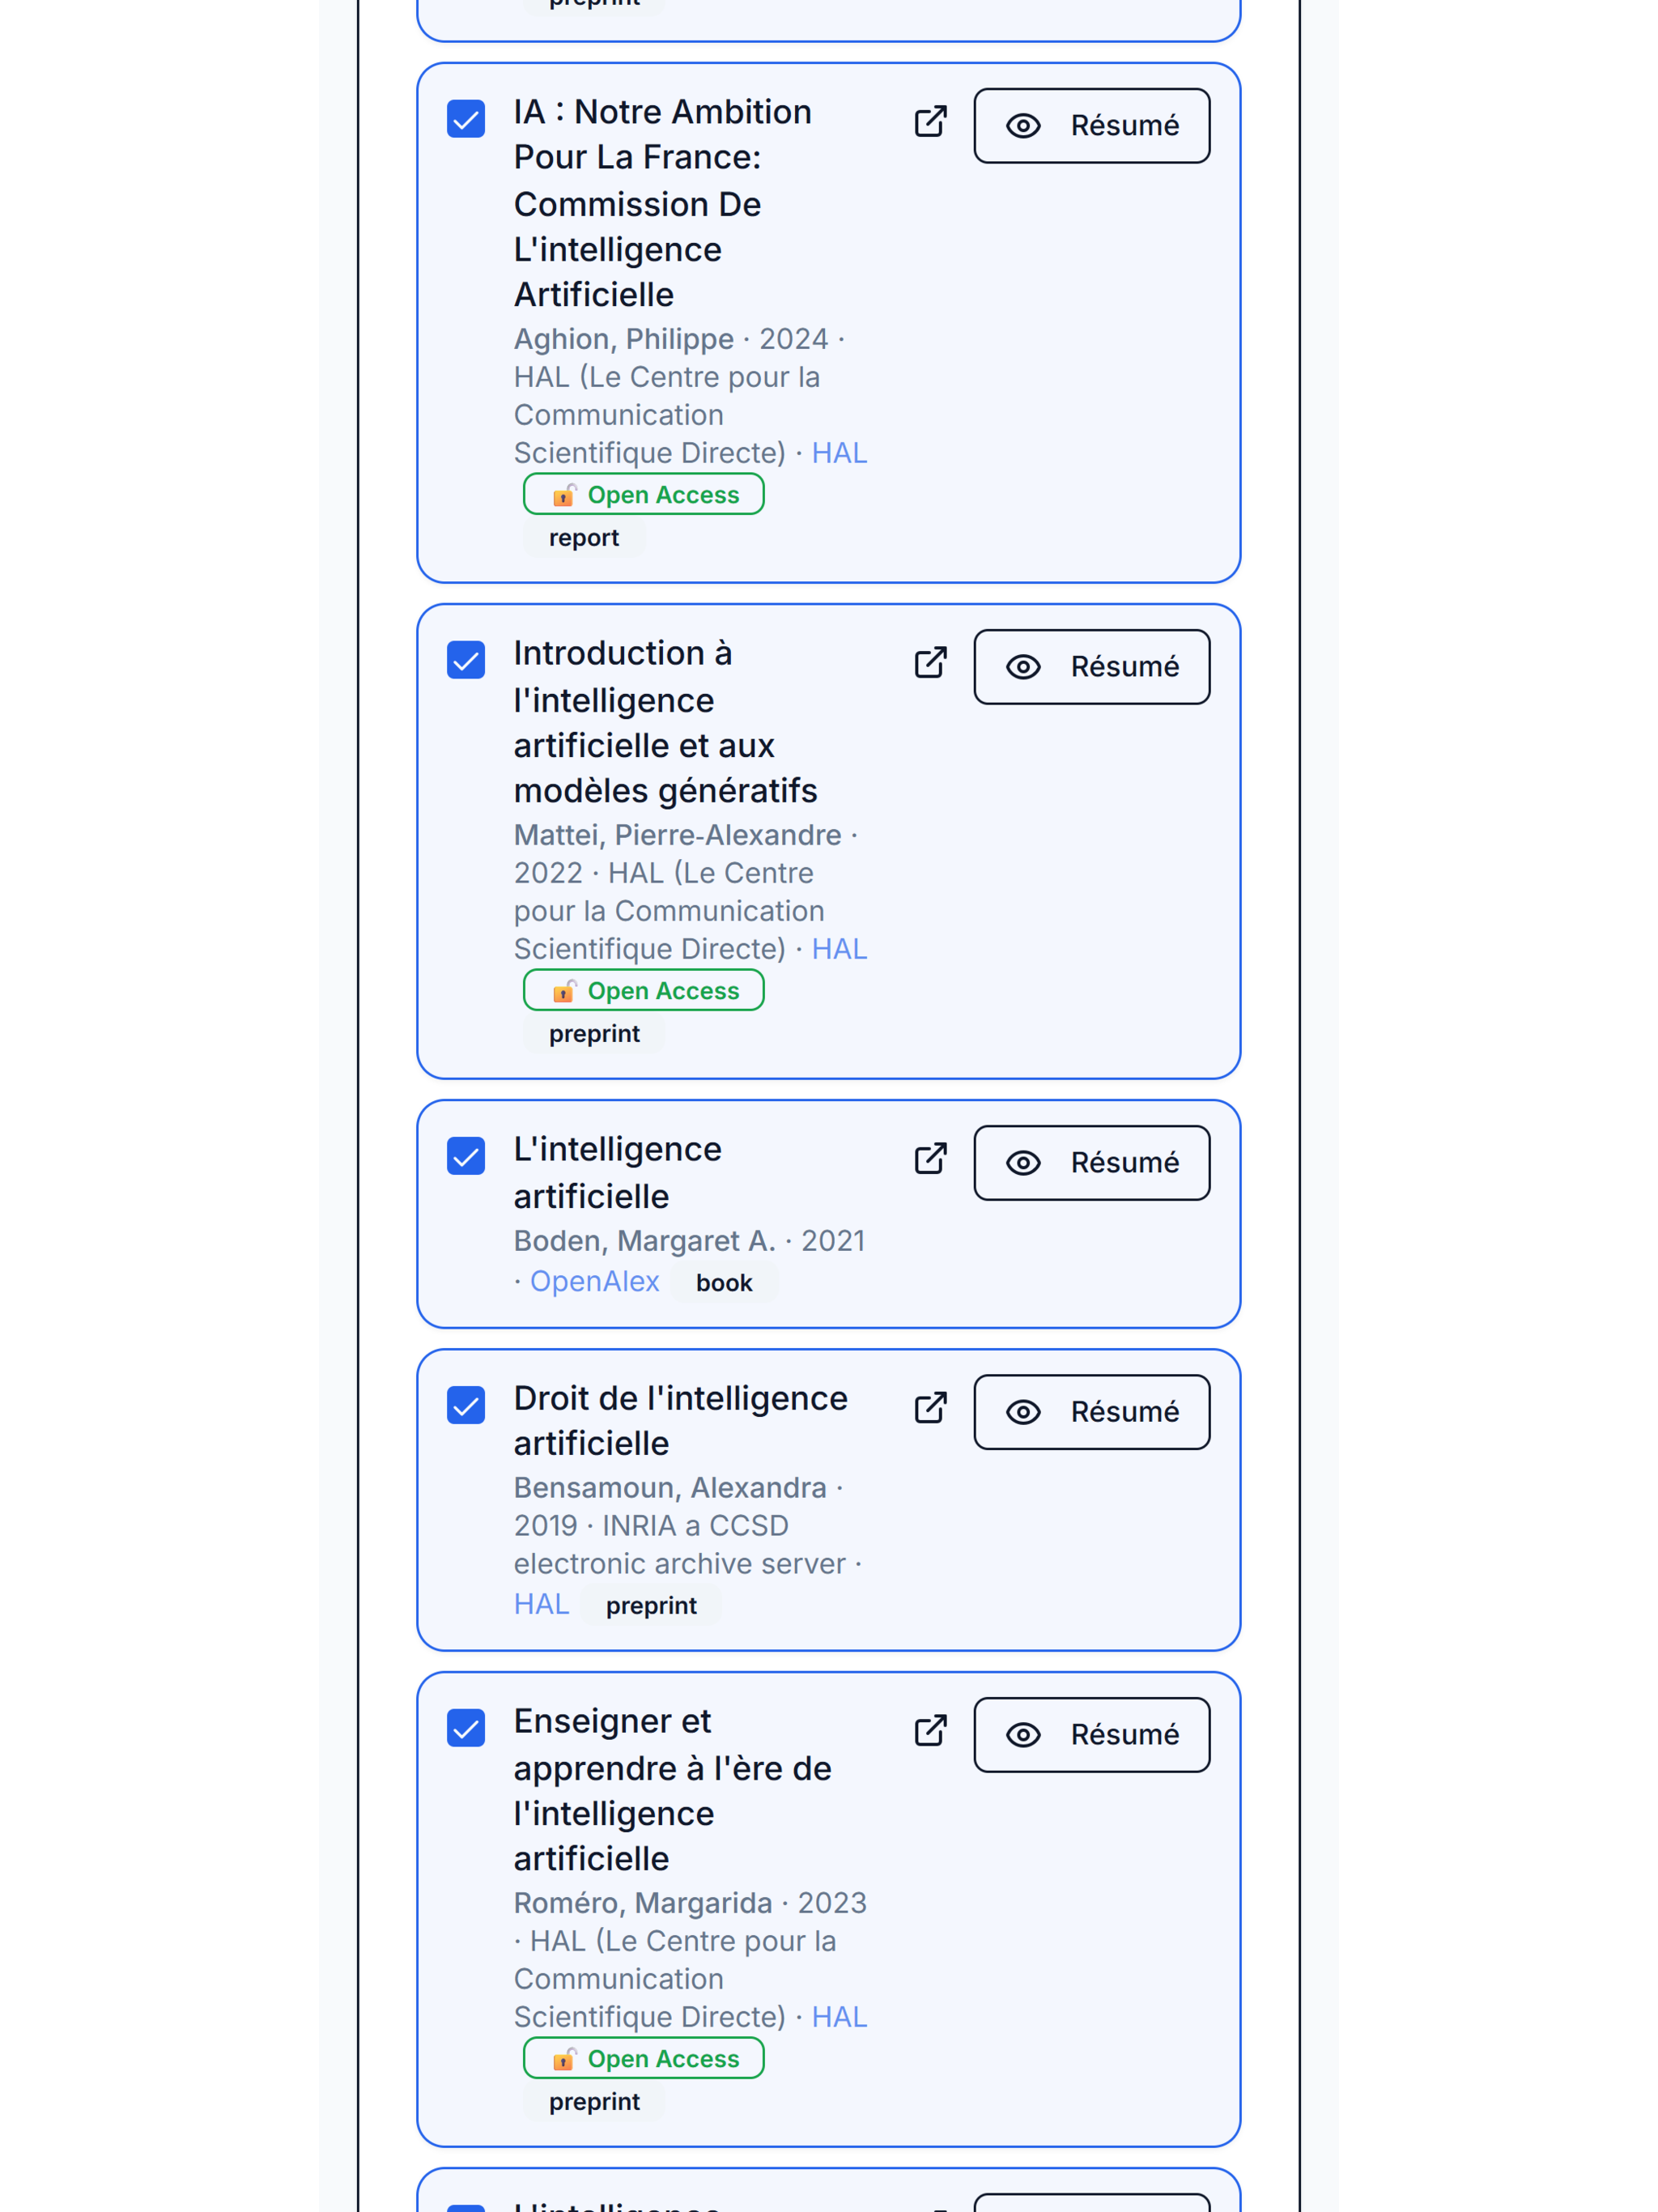 preprint
IA : Notre Ambition
Pour La France:
Commission De
L'intelligence
Artificielle
Résumé
Aghion, Philippe · 2024 ·
HAL (Le Centre pour la
Communication
Scientifique Directe) · HAL
🔓 Open Access
report
Introduction à
l'intelligence
artificielle et aux
modèles génératifs
Résumé
Mattei, Pierre-Alexandre ·
2022 · HAL (Le Centre
pour la Communication
Scientifique Directe) · HAL
🔓 Open Access
preprint
L'intelligence
artificielle
Résumé
Boden, Margaret A. · 2021
· OpenAlex book
Droit de l'intelligence
artificielle
Résumé
Bensamoun, Alexandra ·
2019 · INRIA a CCSD
electronic archive server ·
HAL preprint
Enseigner et
apprendre à l'ère de
l'intelligence
artificielle
Résumé
Roméro, Margarida · 2023
· HAL (Le Centre pour la
Communication
Scientifique Directe) · HAL
🔓 Open Access
preprint
L'intelligence